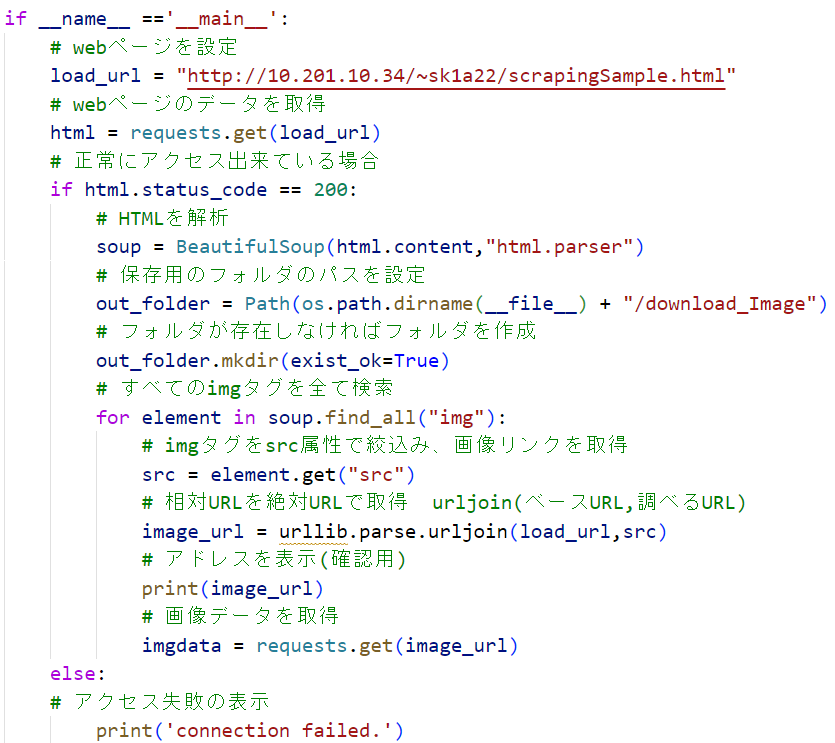 if __name__ =='__main__':
    # webページを設定
    load_url = "http://10.201.10.34/~sk1a22/scrapingSample.html"
    # webページのデータを取得
    html = requests.get(load_url)
    # 正常にアクセス出来ている場合
    if html.status_code == 200:
        # HTMLを解析
        soup = BeautifulSoup(html.content,"html.parser")
        # 保存用のフォルダのパスを設定
        out_folder = Path(os.path.dirname(__file__) + "/download_Image")
        # フォルダが存在しなければフォルダを作成
        out_folder.mkdir(exist_ok=True)
        # すべてのimgタグを全て検索
        for element in soup.find_all("img"):
            # imgタグをsrc属性で絞込み、画像リンクを取得
            src = element.get("src")
            # 相対URLを絶対URLで取得　urljoin(ベースURL,調べるURL)
            image_url = urllib.parse.urljoin(load_url,src)
            # アドレスを表示(確認用)
            print(image_url)
            # 画像データを取得
            imgdata = requests.get(image_url)
    else:
    # アクセス失敗の表示
        print('connection failed.')